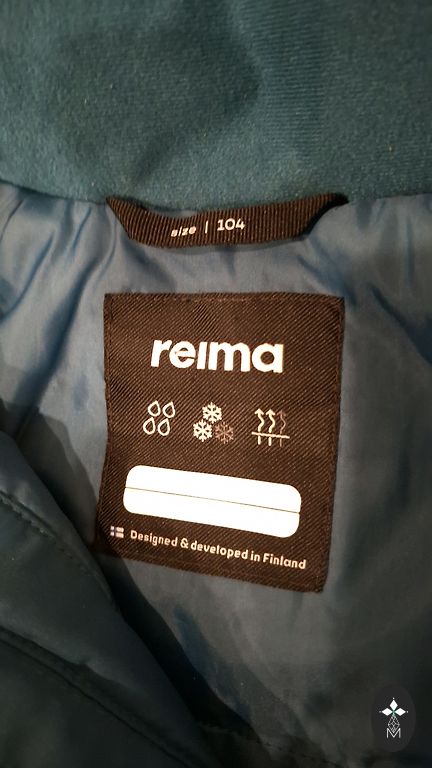 size | 104
reima
Designed & developed in Finland
M